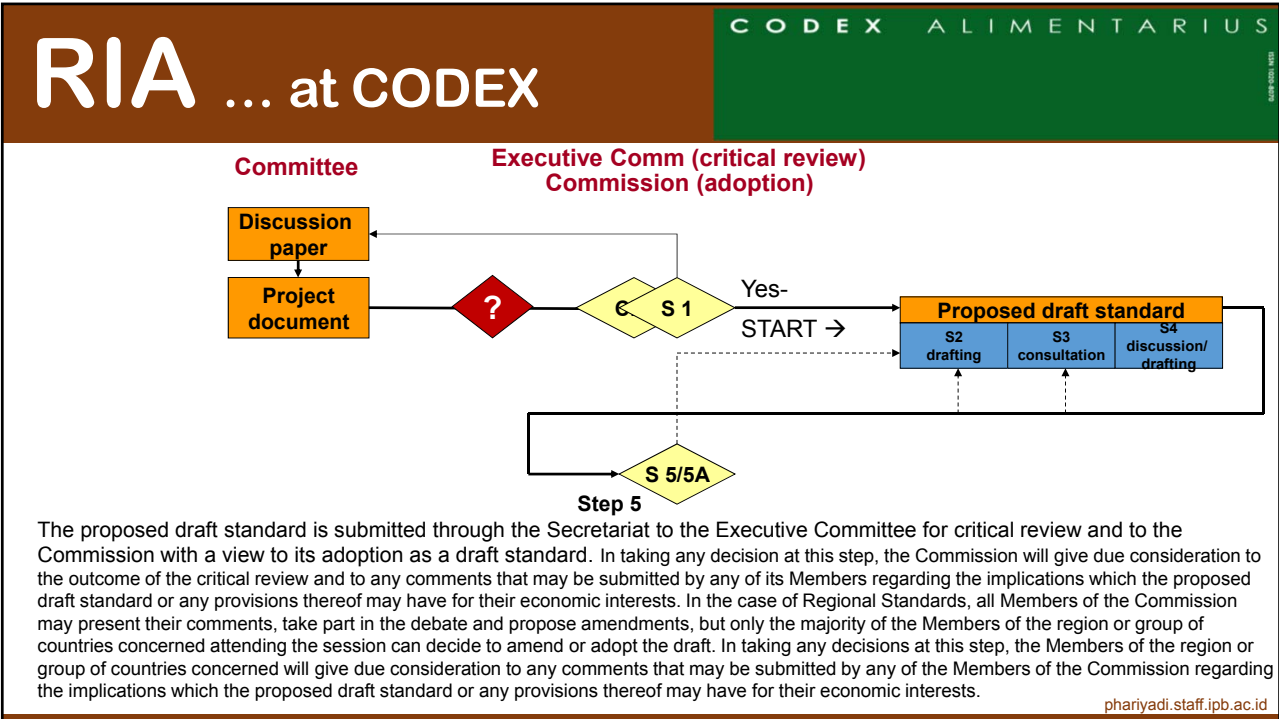 RIA ... at CODEX
CODEX ALIMENTARIUS
ISSN 1020-8070
Committee
Executive Comm (critical review)
Commission (adoption)
Discussion
paper
Project
document
?
S 1
Yes-
START →
Proposed draft standard
S2
drafting
S3
consultation
S4
discussion/
drafting
S 5/5A
Step 5
The proposed draft standard is submitted through the Secretariat to the Executive Committee for critical review and to the
Commission with a view to its adoption as a draft standard. In taking any decision at this step, the Commission will give due consideration to
the outcome of the critical review and to any comments that may be submitted by any of its Members regarding the implications which the proposed
draft standard or any provisions thereof may have for their economic interests. In the case of Regional Standards, all Members of the Commission
may present their comments, take part in the debate and propose amendments, but only the majority of the Members of the region or group of
countries concerned attending the session can decide to amend or adopt the draft. In taking any decisions at this step, the Members of the region or
group of countries concerned will give due consideration to any comments that may be submitted by any of the Members of the Commission regarding
the implications which the proposed draft standard or any provisions thereof may have for their economic interests.
phariyadi.staff.ipb.ac.id